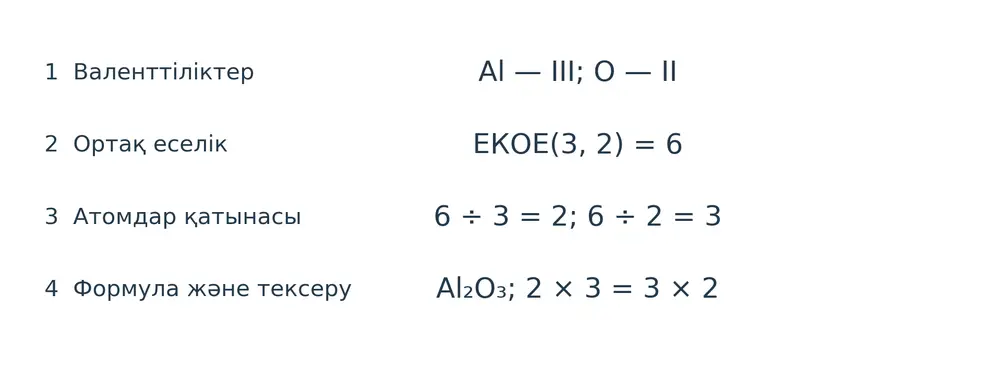 1 Валенттіліктер Al — III; O — II
2 Ортақ еселік ЕКОЕ(3, 2) = 6
3 Атомдар қатынасы 6 ÷ 3 = 2; 6 ÷ 2 = 3
4 Формула және тексеру Al₂O₃; 2 × 3 = 3 × 2